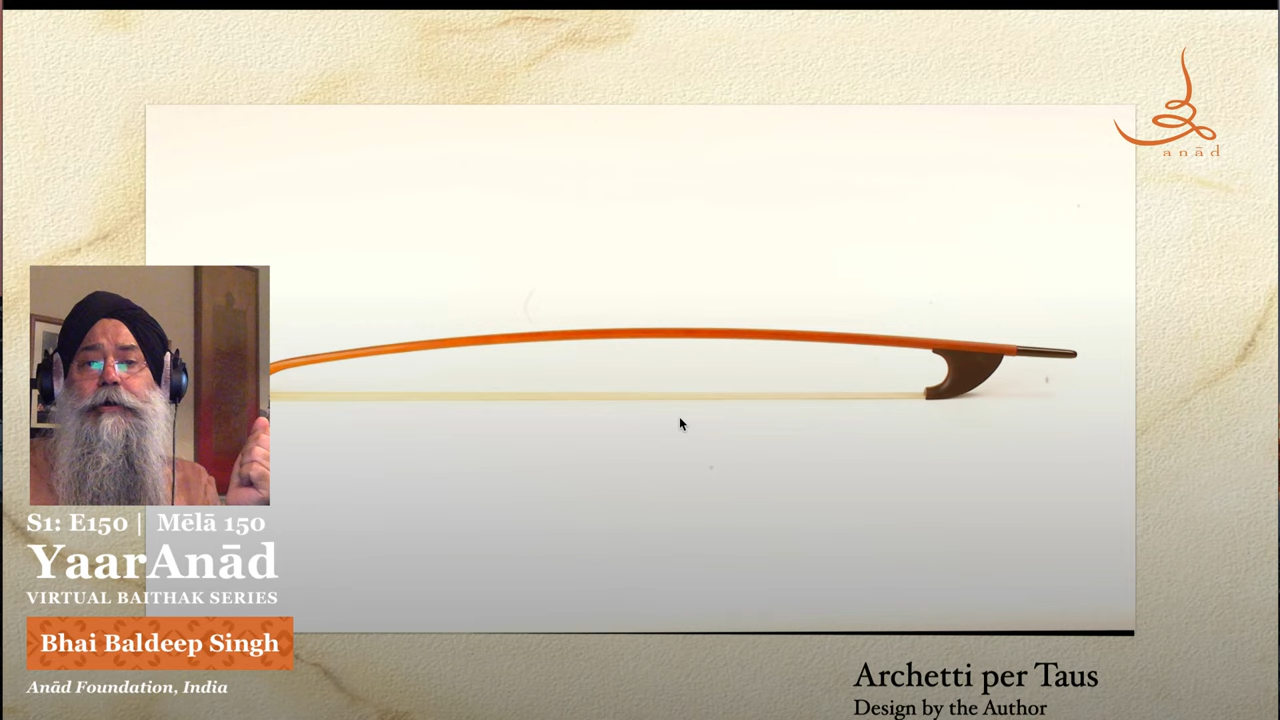 anād
S1: E150 | Mēlā 150
YaarAnād
VIRTUAL BAITHAK SERIES
Bhai Baldeep Singh
Anād Foundation, India
Archetti per Taus
Design by the Author